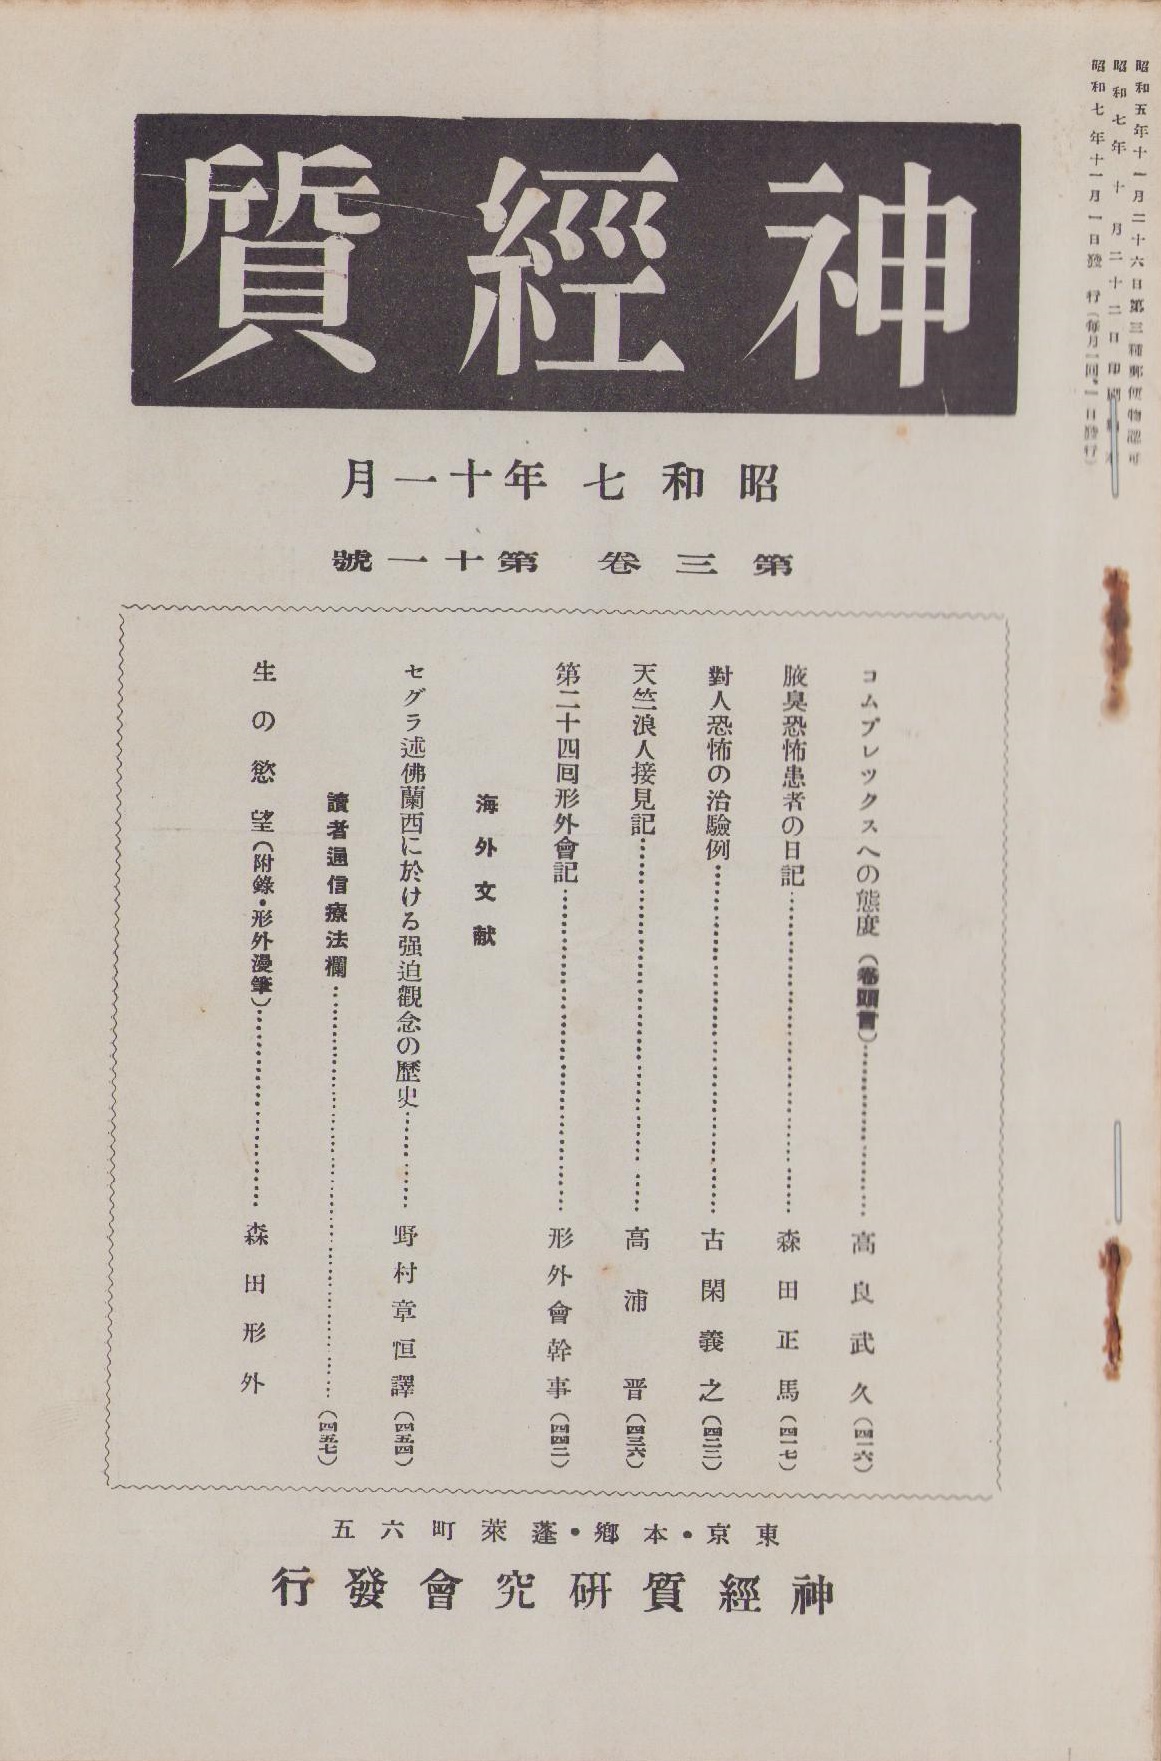 昭和五年十一月二十六日第三種郵便物認可
昭和七年十月二十二日印刷
昭和七年十一月一日發行(毎月一回、一日發行)
神經質
昭和七年十一月
第三卷 第十一號
コムプレックスへの態度(卷頭言)…………高良武久(四一六)
腋臭恐怖患者の日記…………森田正馬(四一七)
對人恐怖の治驗例…………古閑義之(四二二)
天竺浪人接見記…………高浦晋(四三六)
第二十四囘形外會記…………形外會幹事(四四二)
海外文献
セグラ述佛蘭西に於ける强迫觀念の歷史…………野村章恒譯(四五四)
讀者通信療法欄…………(四五七)
生の慾望(附錄・形外漫筆)…………森田形外
東京・本鄕・蓬萊町六五
神經質硏究會發行